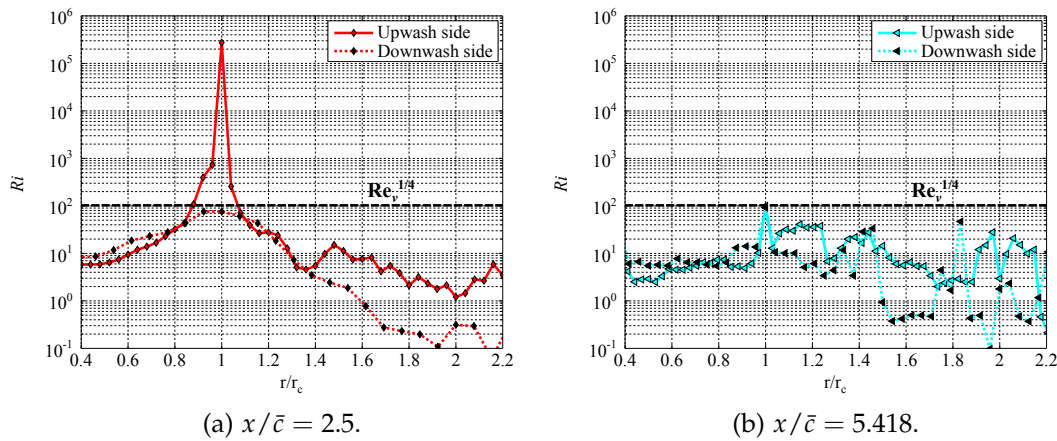 10^6
10^5
10^4
10^3
10^2
10^1
10^0
10^-1
Ri
Upwash side
Downwash side
Re_v^1/4
0.4 0.6 0.8 1 1.2 1.4 1.6 1.8 2 2.2
r/r_c
(a) x/c̄ = 2.5.
10^6
10^5
10^4
10^3
10^2
10^1
10^0
10^-1
Ri
Upwash side
Downwash side
Re_v^1/4
0.4 0.6 0.8 1 1.2 1.4 1.6 1.8 2 2.2
r/r_c
(b) x/c̄ = 5.418.